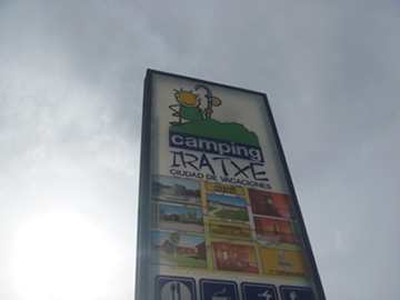 camping
IRATXE
CIUDAD DE VACACIONES